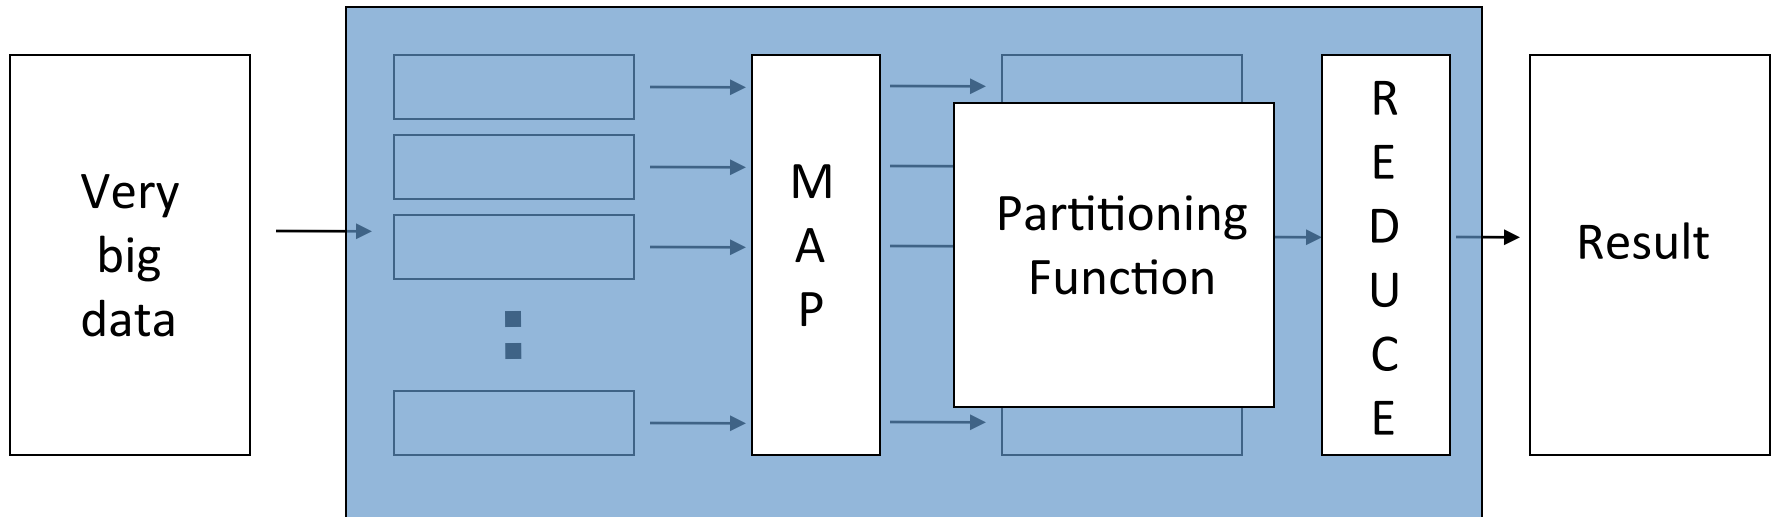 Very
big
data
M
A
P
Partitioning
Function
R
E
D
U
C
E
Result